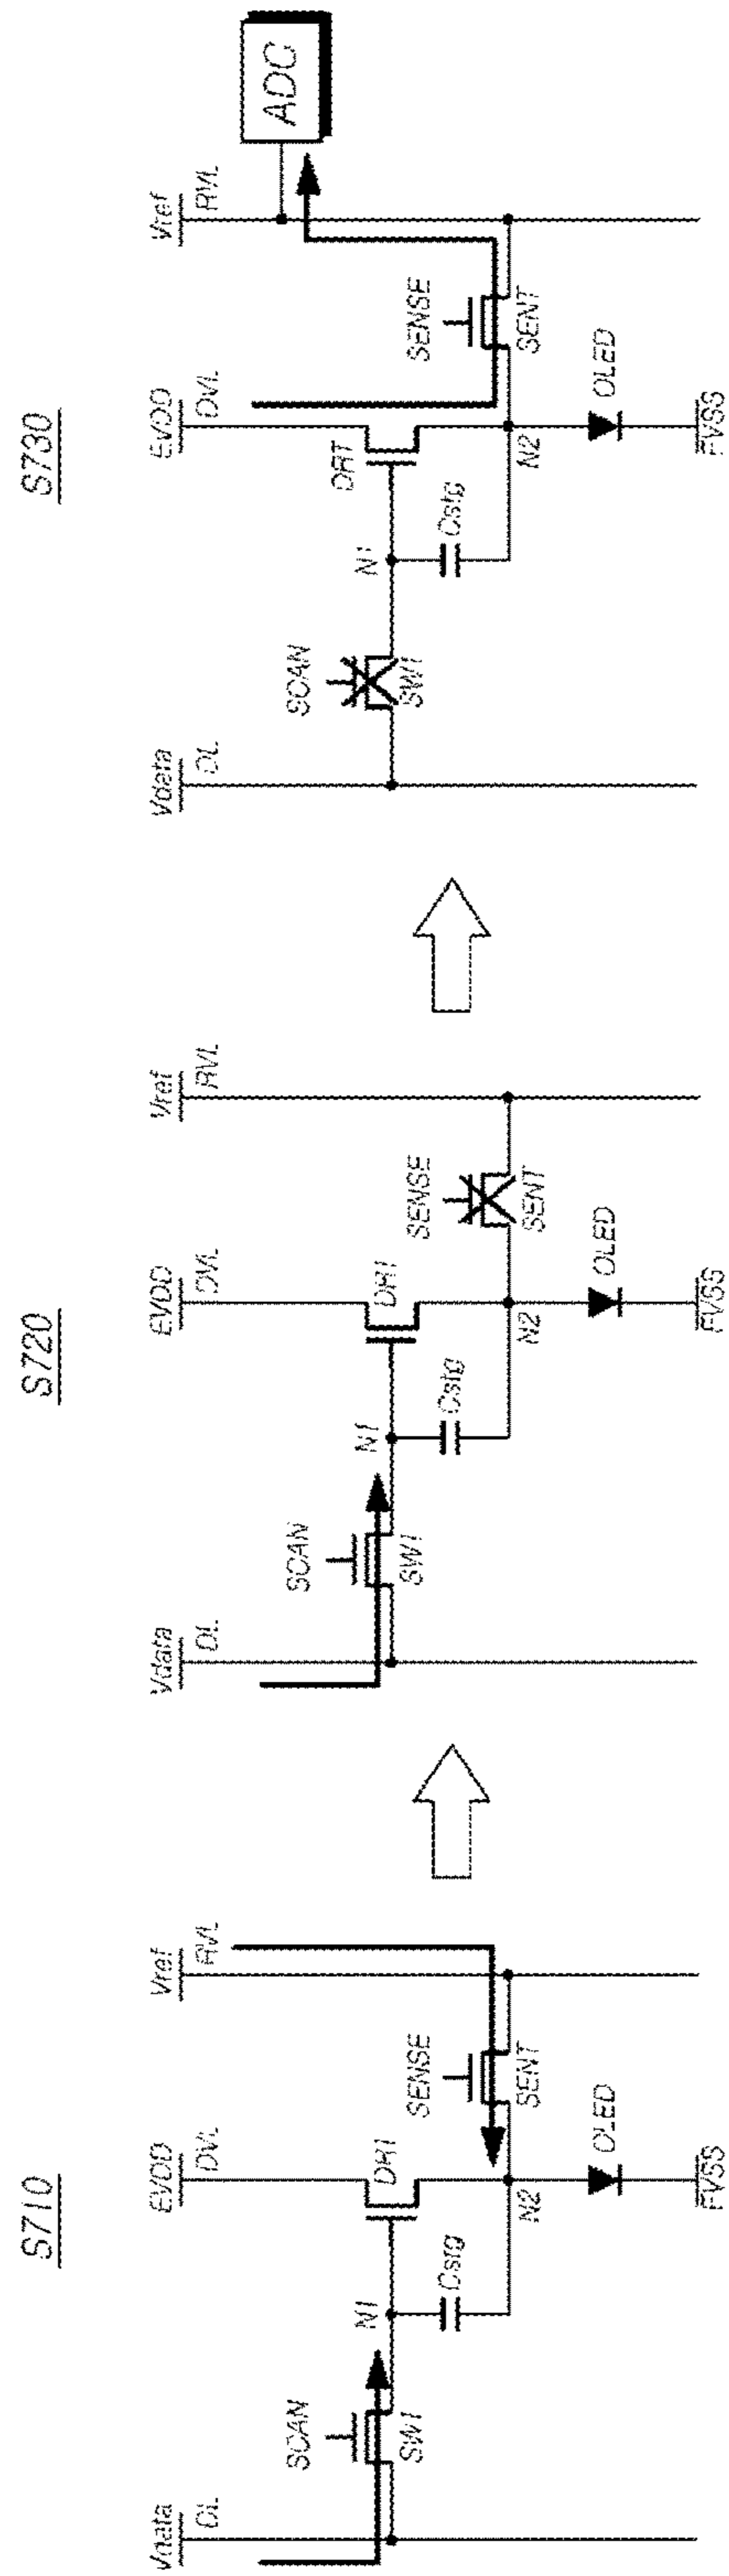 S710
Vdata
DL
SCAN
SW1
N1
Cstg
EVDD
DVL
DRT
N2
OLED
EVSS
SENSE
SENT
Vref
RVL
S720
Vdata
DL
SCAN
SW1
N1
Cstg
EVDD
DVL
DRT
N2
OLED
EVSS
SENSE
SENT
Vref
RVL
S730
Vdata
DL
SCAN
SW1
N1
Cstg
EVDD
DVL
DRT
N2
OLED
EVSS
SENSE
SENT
Vref
RVL
ADC